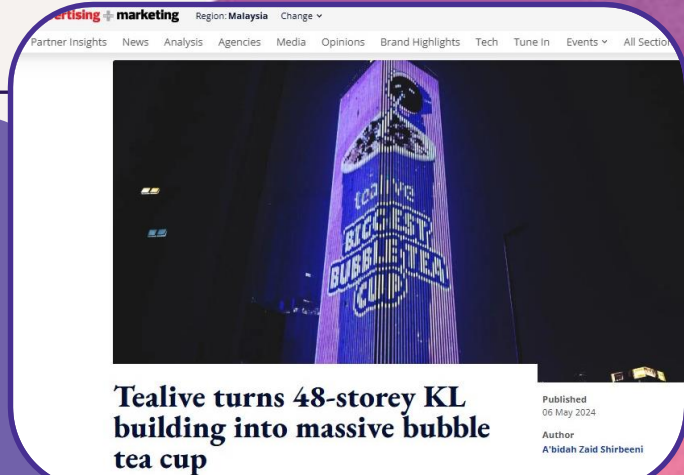 marketing Region: Malaysia Change
Partner Insights News Analysis Agencies Media Opinions Brand Highlights Tech Tune In Events All
tealive
BIGGEST
BUBBLE TEA
CUP
Tealive turns 48-storey KL
building into massive bubble
tea cup
Published
06 May 2024
Author
A'bidah Zaid Shirbeeni